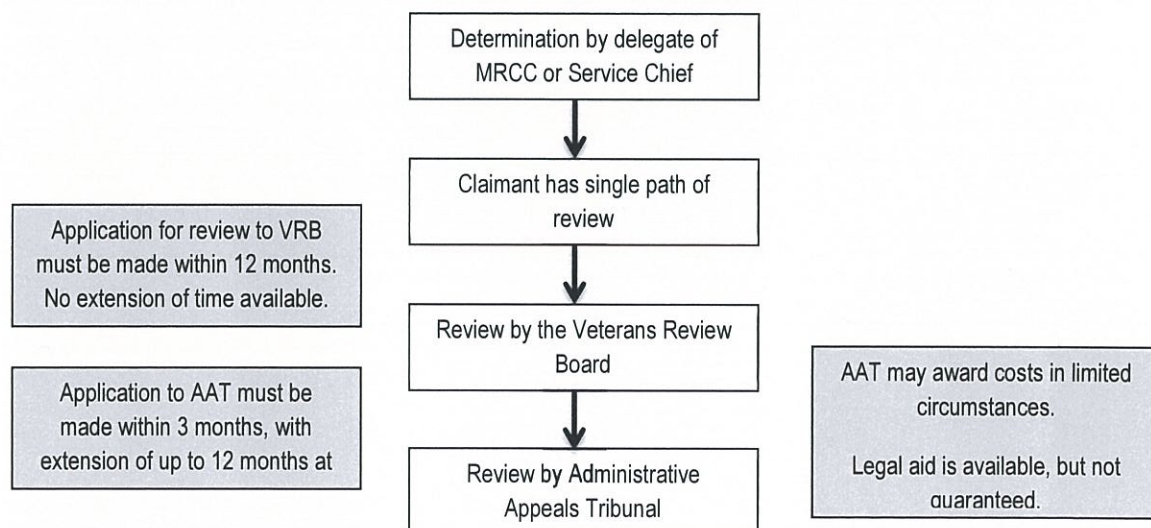 Determination by delegate of
MRCC or Service Chief
Claimant has single path of
review
Application for review to VRB
must be made within 12 months.
No extension of time available.
Review by the Veterans Review
Board
Application to AAT must be
made within 3 months, with
extension of up to 12 months at
AAT may award costs in limited
circumstances.
Legal aid is available, but not
guaranteed.
Review by Administrative
Appeals Tribunal